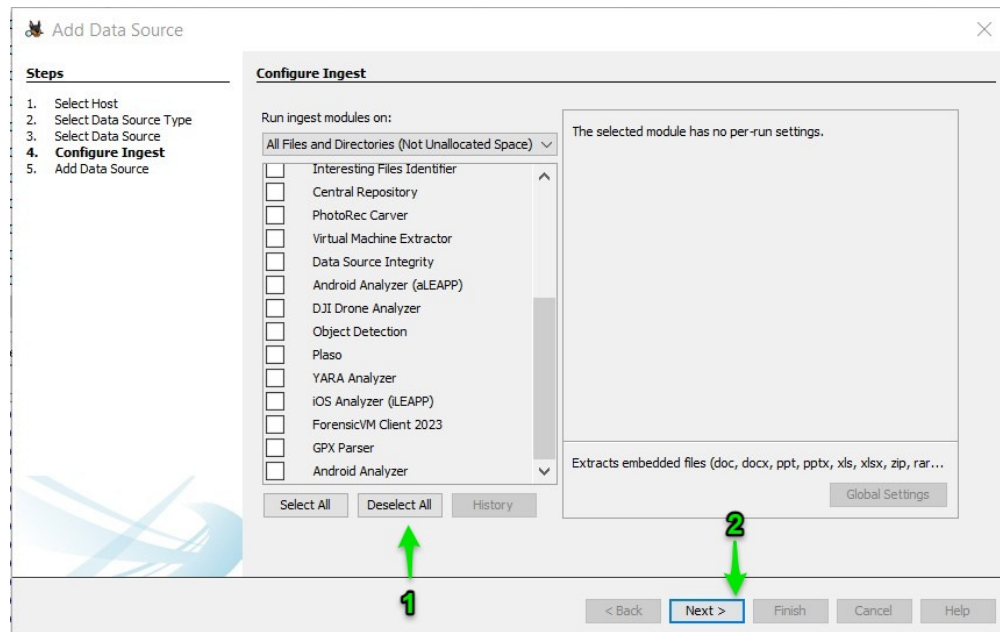 Add Data Source
Steps
1. Select Host
2. Select Data Source Type
3. Select Data Source
4. Configure Ingest
5. Add Data Source
Configure Ingest
Run ingest modules on:
All Files and Directories (Not Unallocated Space)
Interesting Files Identifier
Central Repository
PhotoRec Carver
Virtual Machine Extractor
Data Source Integrity
Android Analyzer (aLEAPP)
DJI Drone Analyzer
Object Detection
Plaso
YARA Analyzer
iOS Analyzer (iLEAPP)
ForensicVM Client 2023
GPX Parser
Android Analyzer
Select All Deselect All History
The selected module has no per-run settings.
Extracts embedded files (doc, docx, ppt, pptx, xls, xlsx, zip, rar...
Global Settings
1
2
< Back Next > Finish Cancel Help